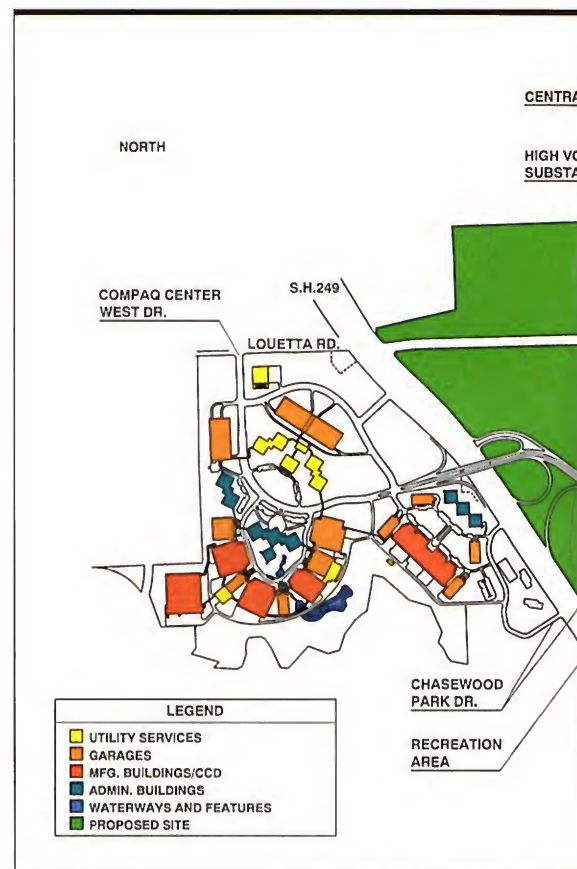 CENTRA
NORTH
HIGH VO
SUBSTA
S.H.249
COMPAQ CENTER
WEST DR.
LOUETTA RD.
CHASEWOOD
PARK DR.
RECREATION
AREA
LEGEND
UTILITY SERVICES
GARAGES
MFG. BUILDINGS/CCD
ADMIN. BUILDINGS
WATERWAYS AND FEATURES
PROPOSED SITE